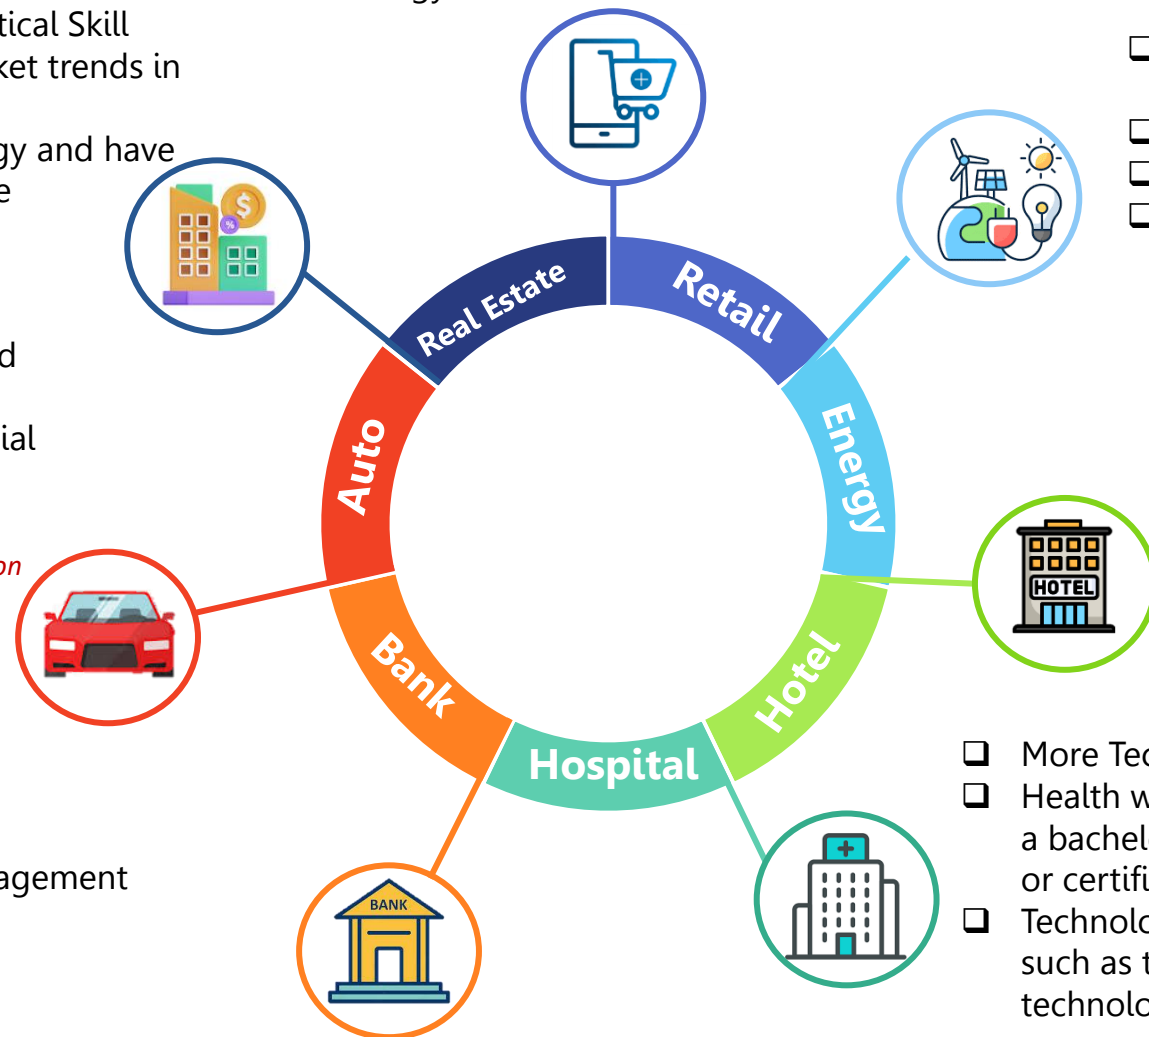 tical Skill
ket trends in
gy and have
e
d
ial
on
agement
Real Estate
Retail
Energy
Hotel
Hospital
Bank
Auto
$
%
HOTEL
BANK
More Tec
Health w
a bachel
or certifi
Technolo
such as t
technolo